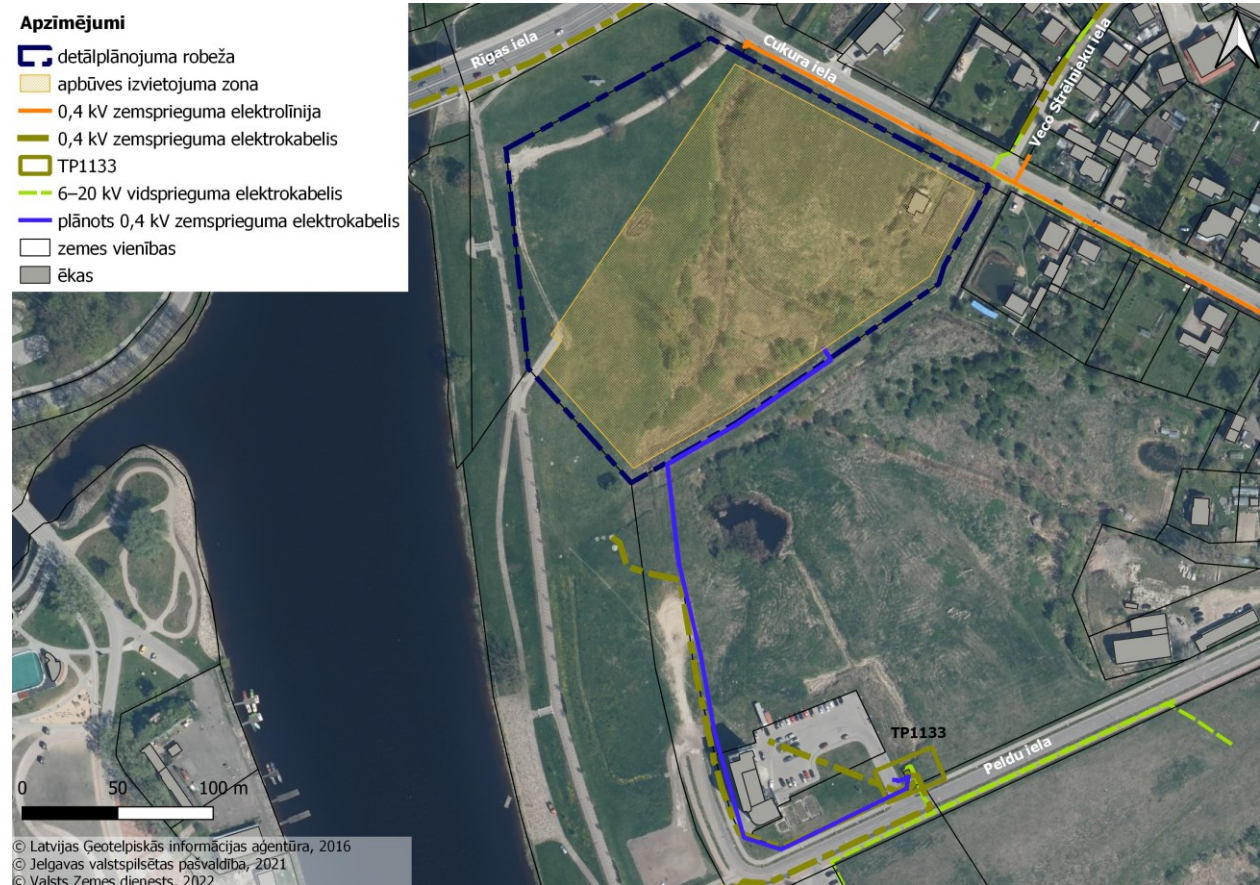 Apzīmējumi
detālplānojuma robeža
apbūves izvietojuma zona
0,4 kV zemsprieguma elektrolīnija
0,4 kV zemsprieguma elektrokabelis
TP1133
6–20 kV vidsprieguma elektrokabelis
plānots 0,4 kV zemsprieguma elektrokabelis
zemes vienības
ēkas
Rīgas iela
Cukura iela
Veco Strēlnieku iela
TP1133
Peldu iela
0 50 100 m
© Latvijas Ģeotelpiskās informācijas aģentūra, 2016
© Jelgavas valstspilsētas pašvaldība, 2021
© Valsts Zemes dienests, 2022